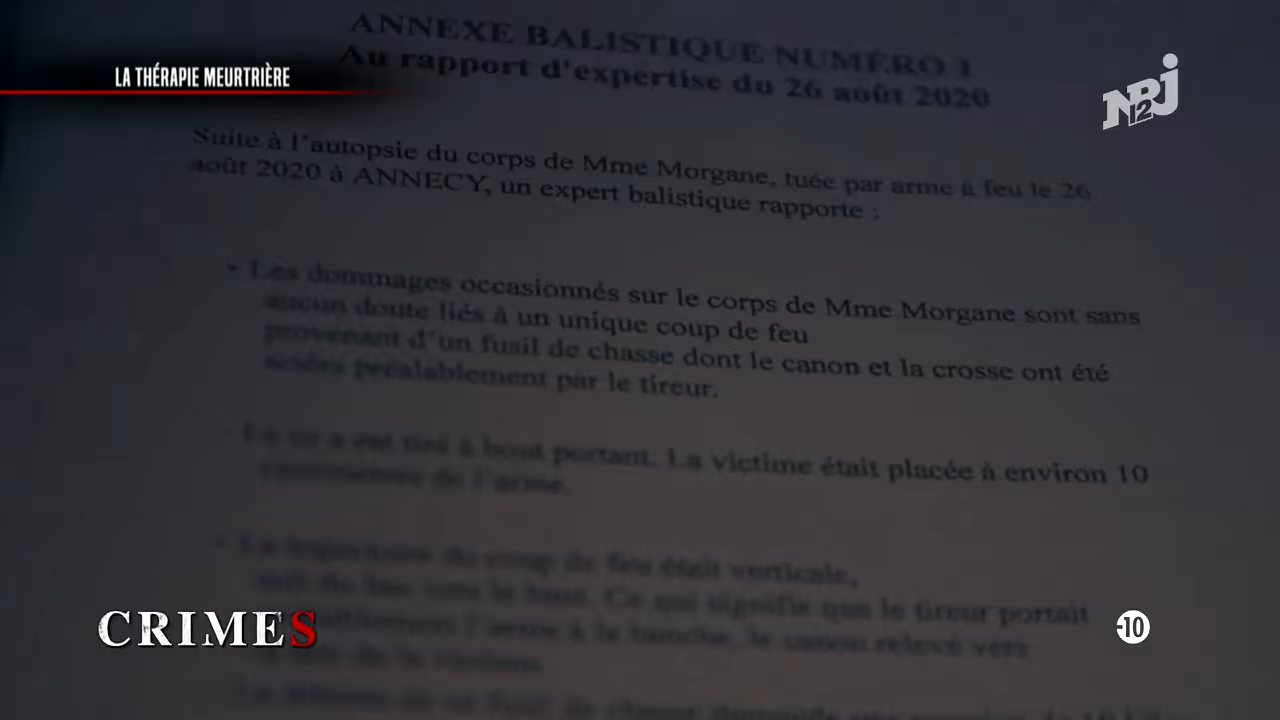 ANNEXE BALISTIQUE NUMÉRO 1
Au rapport d'expertise du 26 août 2020
LA THÉRAPIE MEURTRIÈRE
NRJ12
Suite à l'autopsie du corps de Mme Morgane, tuée par arme à feu le 26
août 2020 à ANNECY, un expert balistique rapporte :
- Les dommages occasionnés sur le corps de Mme Morgane sont sans
aucun doute liés à un unique coup de feu
provenant d'un fusil de chasse dont le canon et la crosse ont été
sciées préalablement par le tireur.
- Le tir a est tiré à bout portant. La victime était placée à environ 10
centimètres de l'arme.
- La trajectoire du coup de feu était verticale,
soit du bas vers le haut. Ce qui signifie que le tireur portait
l'arme à la hanche, le canon relevé vers
de la victime
CRIMES
-10